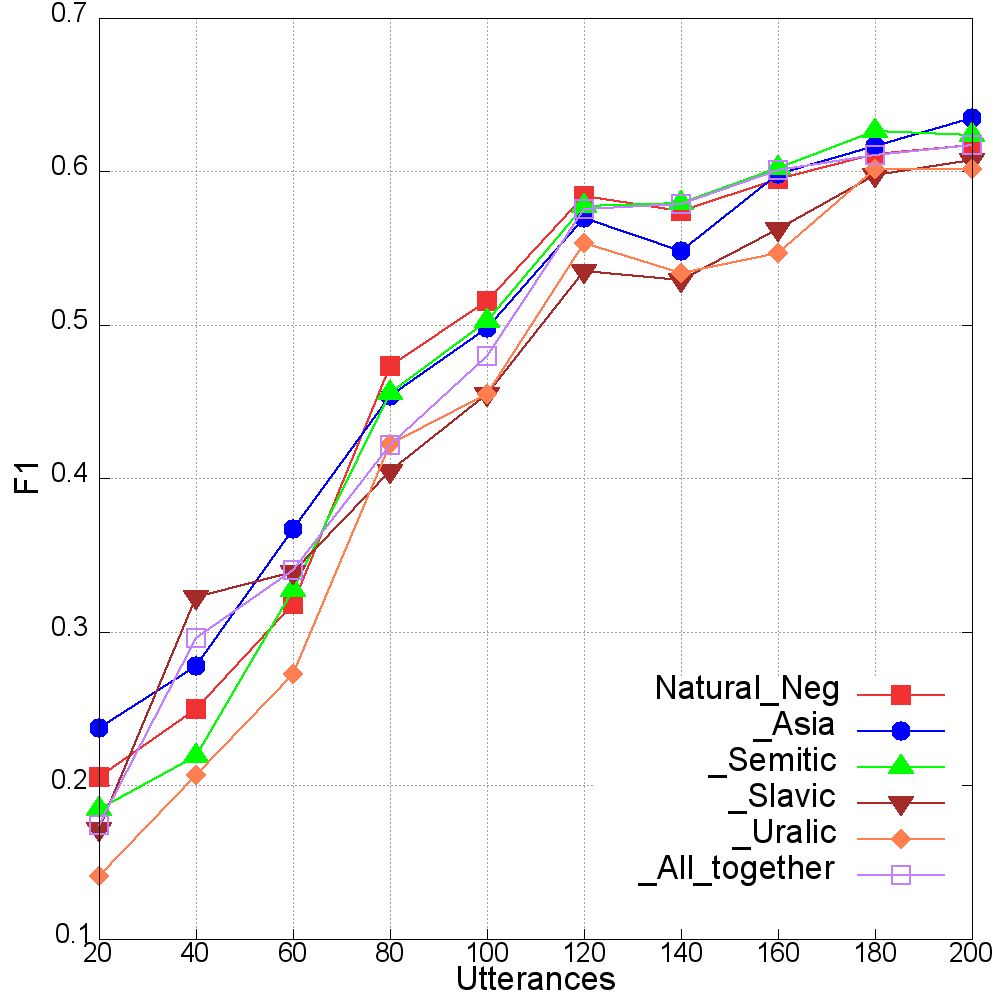 0.7
0.6
0.5
0.4
F1
0.3
0.2
0.1
Natural_Neg
_Asia
_Semitic
_Slavic
_Uralic
_All_together
20 40 60 80 100 120 140 160 180 200
Utterances